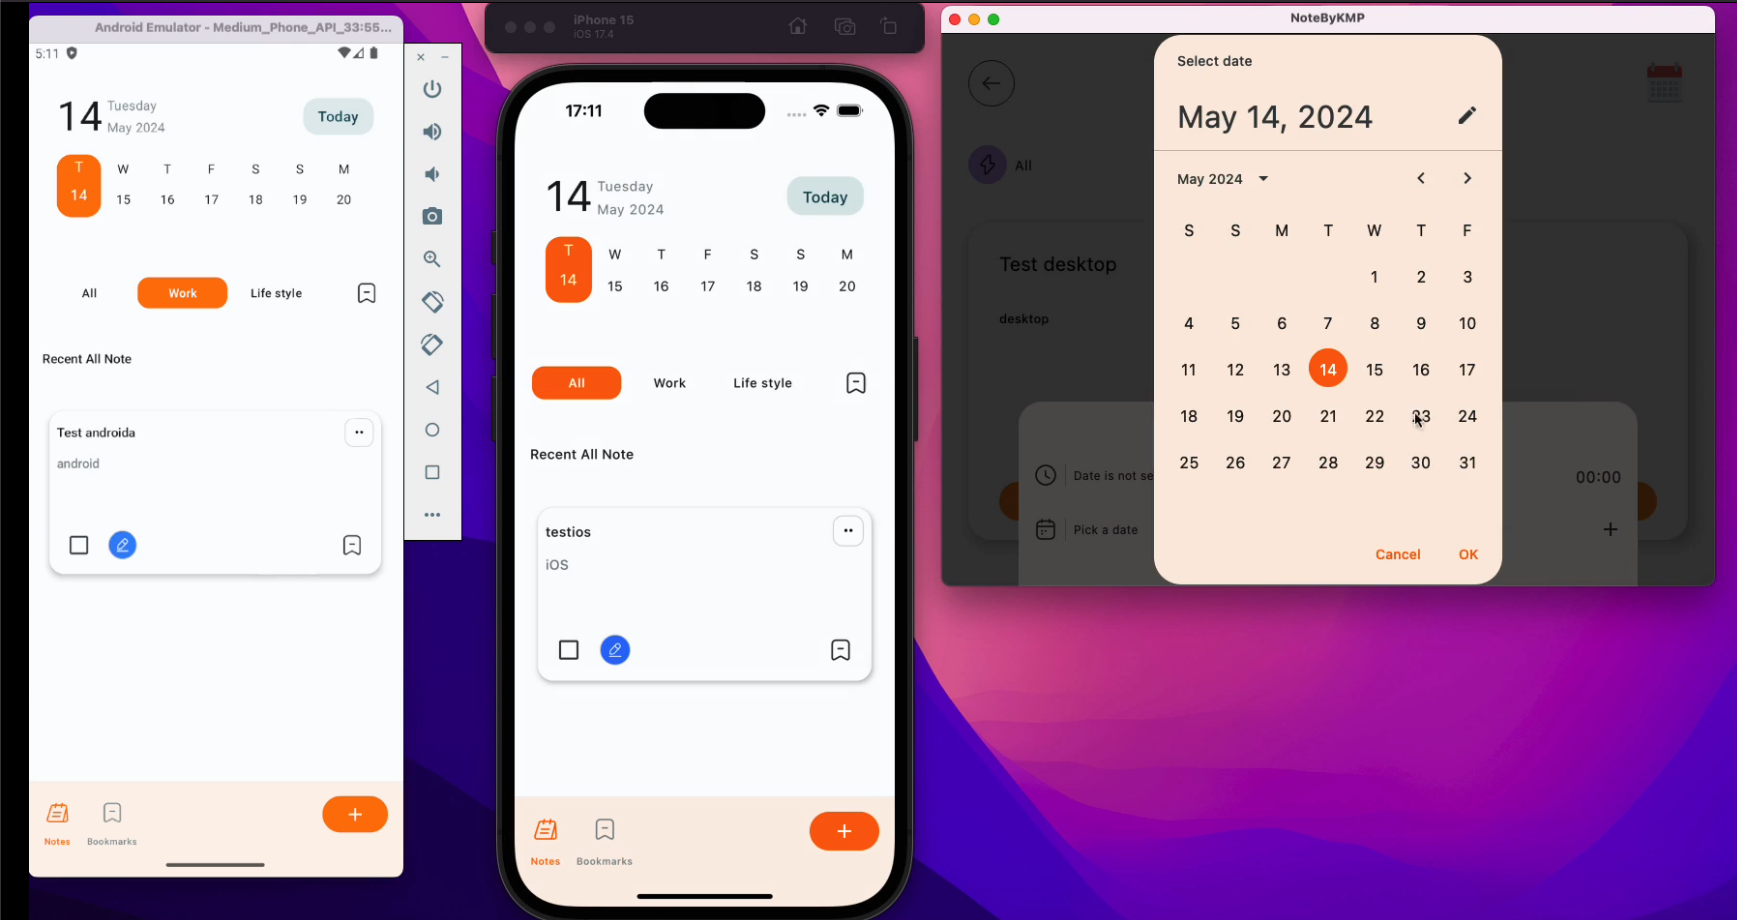 Android Emulator - Medium_Phone_API_33:55...
5:11
14
Tuesday
May 2024
Today
T W T F S S M
14 15 16 17 18 19 20
All Work Life style
Recent All Note
Test androida
android
Notes Bookmarks
+
iPhone 15
iOS 17.4
17:11
14
Tuesday
May 2024
Today
T W T F S S M
14 15 16 17 18 19 20
All Work Life style
Recent All Note
testios
iOS
Notes Bookmarks
+
NoteByKMP
All
Test desktop
desktop
Date is not se
00:00
Pick a date
+
Select date
May 14, 2024
May 2024
S S M T W T F
1 2 3
4 5 6 7 8 9 10
11 12 13 14 15 16 17
18 19 20 21 22 23 24
25 26 27 28 29 30 31
Cancel OK